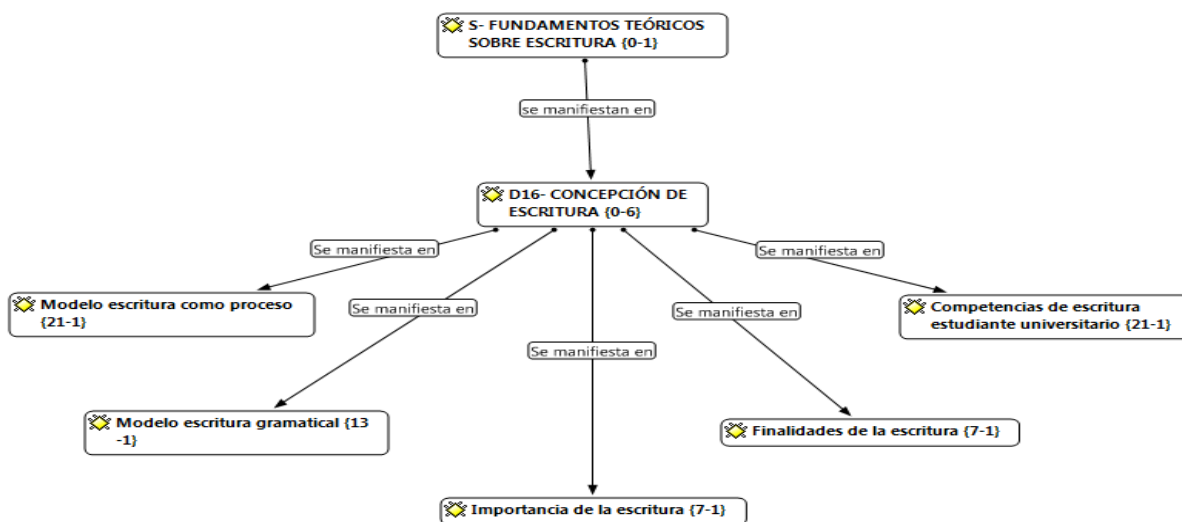 S- FUNDAMENTOS TEÓRICOS
SOBRE ESCRITURA {0-1}
se manifiestan en
D16- CONCEPCIÓN DE
ESCRITURA {0-6}
Se manifiesta en
Se manifiesta en
Modelo escritura como proceso
{21-1}
Se manifiesta en
Se manifiesta en
Competencias de escritura
estudiante universitario {21-1}
Se manifiesta en
Modelo escritura gramatical {13
-1}
Finalidades de la escritura {7-1}
Importancia de la escritura {7-1}